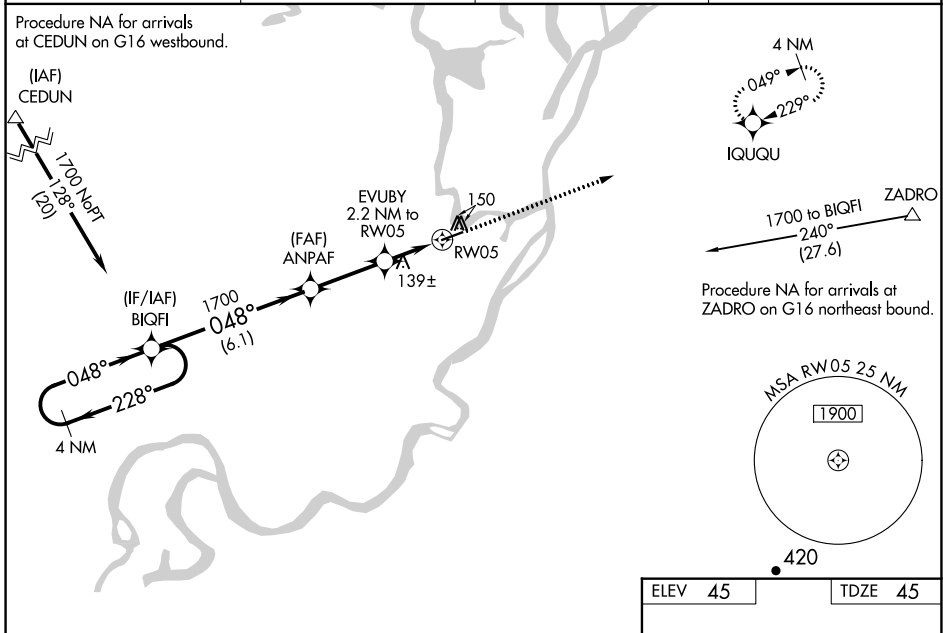 Procedure NA for arrivals
at CEDUN on G16 westbound.
(IAF)
CEDUN
1700 NoPT
128°
(20)
4 NM
049°
229°
IQUQU
EVUBY
2.2 NM to
RW05
150
RW05
139±
(FAF)
ANPAF
ZADRO
1700 to BIQFI
240°
(27.6)
Procedure NA for arrivals at
ZADRO on G16 northeast bound.
(IF/IAF)
BIQFI
1700
048°
(6.1)
048°
228°
4 NM
MSA RW05 25 NM
1900
420
ELEV 45
TDZE 45